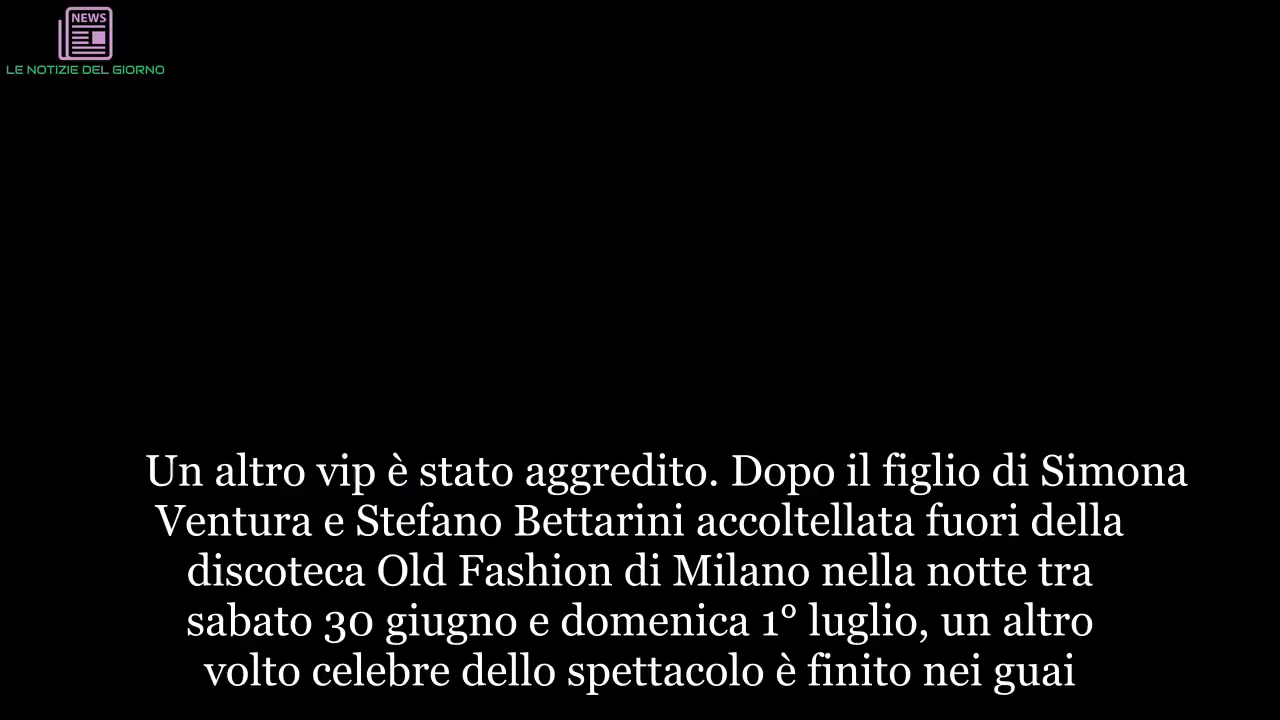 NEWS
LE NOTIZIE DEL GIORNO
Un altro vip è stato aggredito. Dopo il figlio di Simona
Ventura e Stefano Bettarini accoltellata fuori della
discoteca Old Fashion di Milano nella notte tra
sabato 30 giugno e domenica 1° luglio, un altro
volto celebre dello spettacolo è finito nei guai